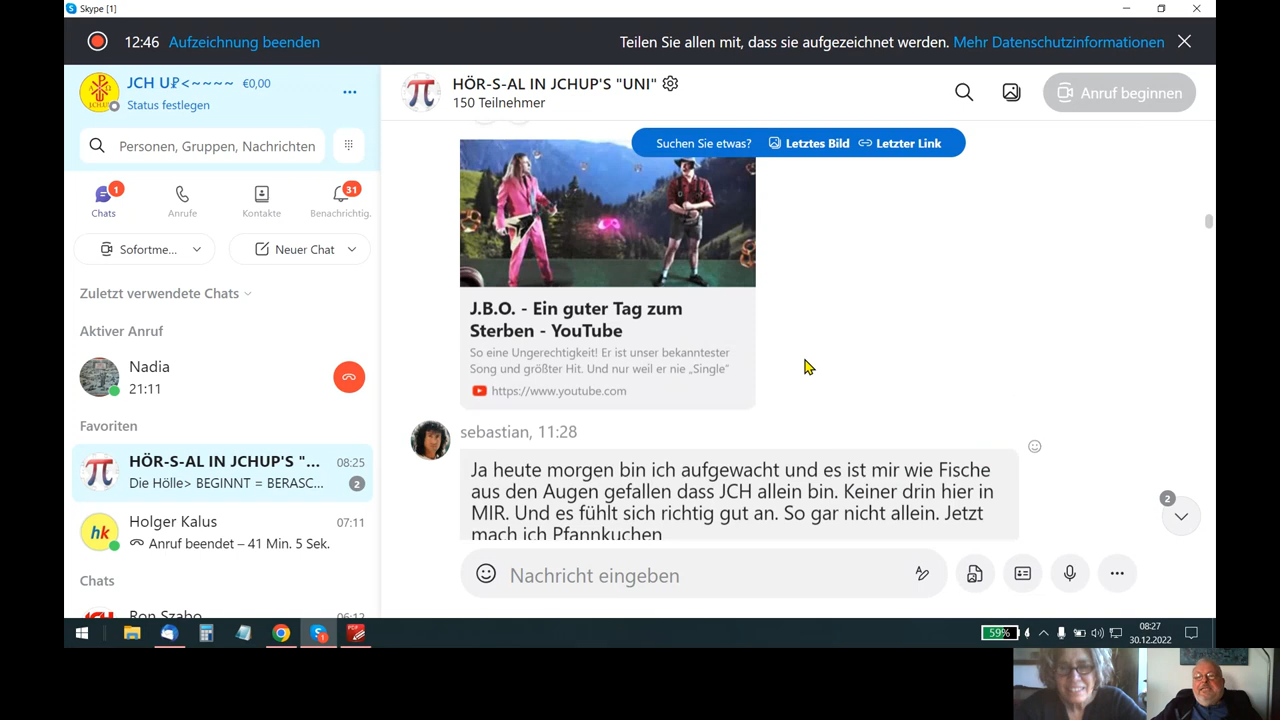 Skype [1]
12:46 Aufzeichnung beenden
Teilen Sie allen mit, dass sie aufgezeichnet werden. Mehr Datenschutzinformationen
JCH U₽<~~~~ €0,00
Status festlegen
HÖR-S-AL IN JCHUP'S "UNI"
150 Teilnehmer
Anruf beginnen
Personen, Gruppen, Nachrichten
Suchen Sie etwas? Letztes Bild Letzter Link
1
31
Chats
Anrufe
Kontakte
Benachrichtig.
Sofortme...
Neuer Chat
Zuletzt verwendete Chats
Aktiver Anruf
Nadia
21:11
Favoriten
HÖR-S-AL IN JCHUP'S "... 08:25
Die Hölle> BEGINNT = BERASC... 2
Holger Kalus 07:11
hk
Anruf beendet – 41 Min. 5 Sek.
Chats
Ron Szabo 06:12
J.B.O. - Ein guter Tag zum
Sterben - YouTube
So eine Ungerechtigkeit! Er ist unser bekanntester
Song und größter Hit. Und nur weil er nie „Single"
https://www.youtube.com
sebastian, 11:28
Ja heute morgen bin ich aufgewacht und es ist mir wie Fische
aus den Augen gefallen dass JCH allein bin. Keiner drin hier in
MIR. Und es fühlt sich richtig gut an. So gar nicht allein. Jetzt
mach ich Pfannkuchen
2
Nachricht eingeben
59%
08:27
30.12.2022